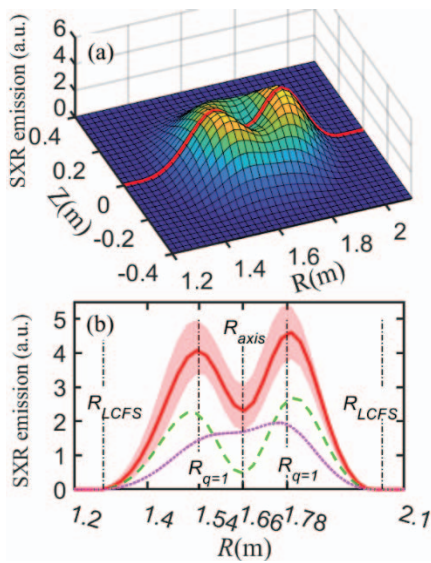 (a)
SXR emission (a.u.)
6
4
2
0
0.4
0.2
0
-0.2
-0.4
Z(m)
1.2
1.4
1.6
1.8
2
R(m)
(b)
SXR emission (a.u.)
5
4
3
2
1
0
R_axis
R_LCFS
R_LCFS
R_q=1
R_q=1
1.2
1.4
1.54
1.66
1.78
2.1
R(m)